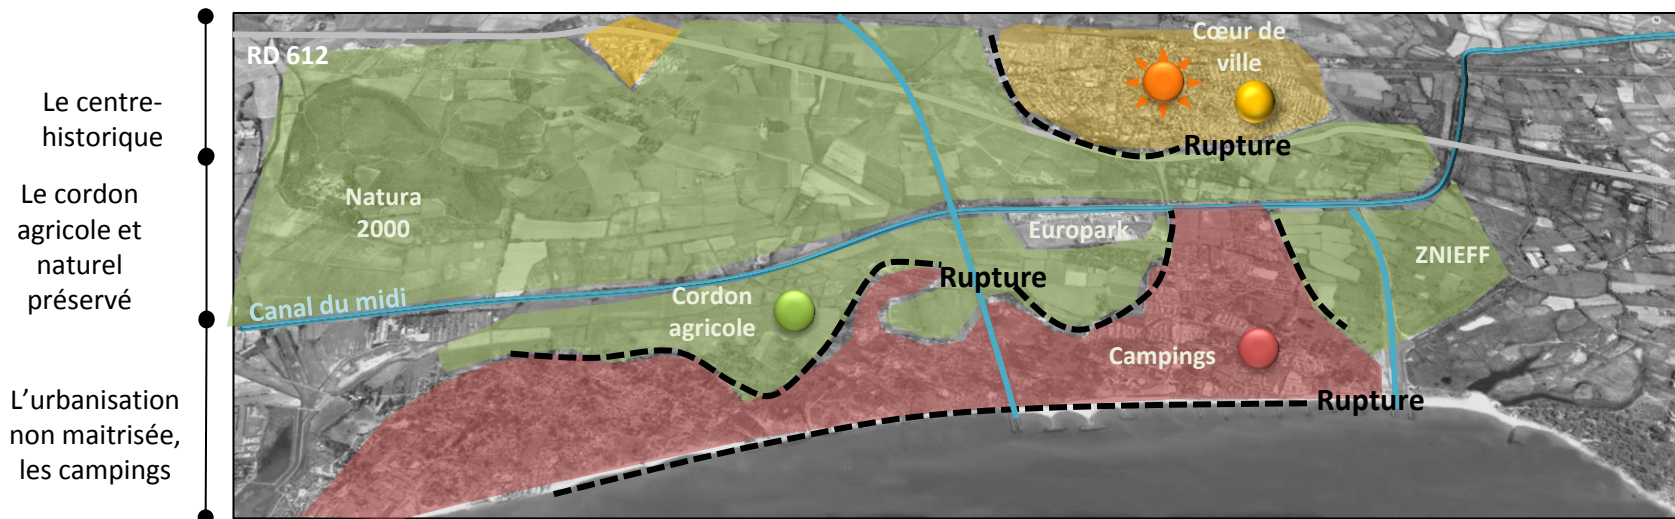 Le centre-
historique
Le cordon
agricole et
naturel
préservé
L'urbanisation
non maitrisée,
les campings
RD 612
Cœur de
ville
Rupture
Natura
2000
Europark
ZNIEFF
Rupture
Canal du midi
Cordon
agricole
Campings
Rupture